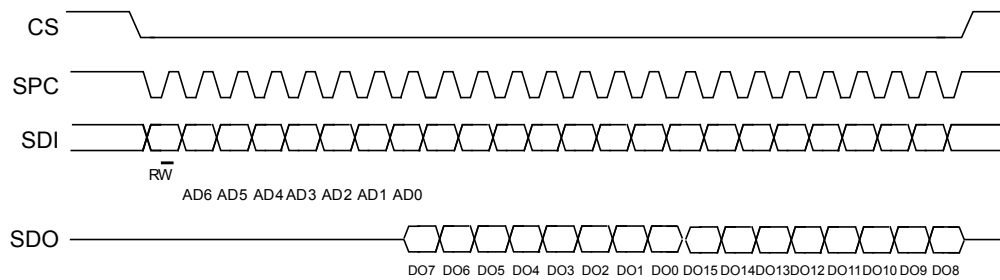 CS
SPC
SDI
RW
AD6 AD5 AD4 AD3 AD2 AD1 AD0
SDO
DO7 DO6 DO5 DO4 DO3 DO2 DO1 DO0 DO15 DO14 DO13 DO12 DO11 DO10 DO9 DO8